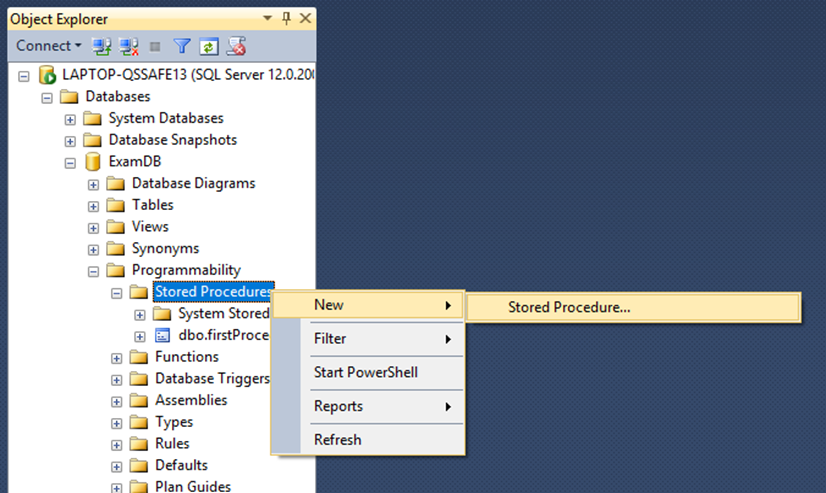 Object Explorer
Connect
LAPTOP-QSSAFE13 (SQL Server 12.0.200
Databases
System Databases
Database Snapshots
ExamDB
Database Diagrams
Tables
Views
Synonyms
Programmability
Stored Procedures
System Stored
dbo.firstProce
Functions
Database Triggers
Assemblies
Types
Rules
Defaults
Plan Guides
New
Filter
Start PowerShell
Reports
Refresh
Stored Procedure...